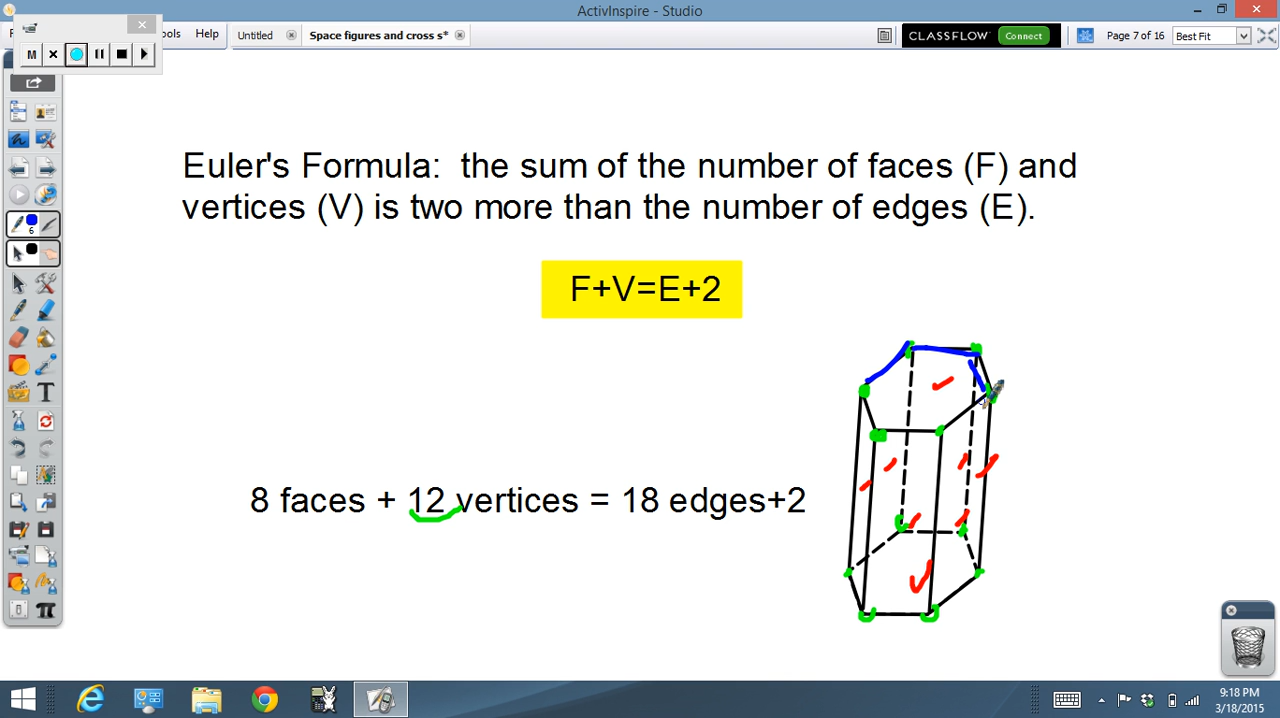 ActivInspire - Studio
ools Help Untitled Space figures and cross s* CLASSFLOW Connect Page 7 of 16 Best Fit
M
6
T
Euler's Formula: the sum of the number of faces (F) and
vertices (V) is two more than the number of edges (E).
F+V=E+2
8 faces + 12 vertices = 18 edges+2
9:18 PM
3/18/2015